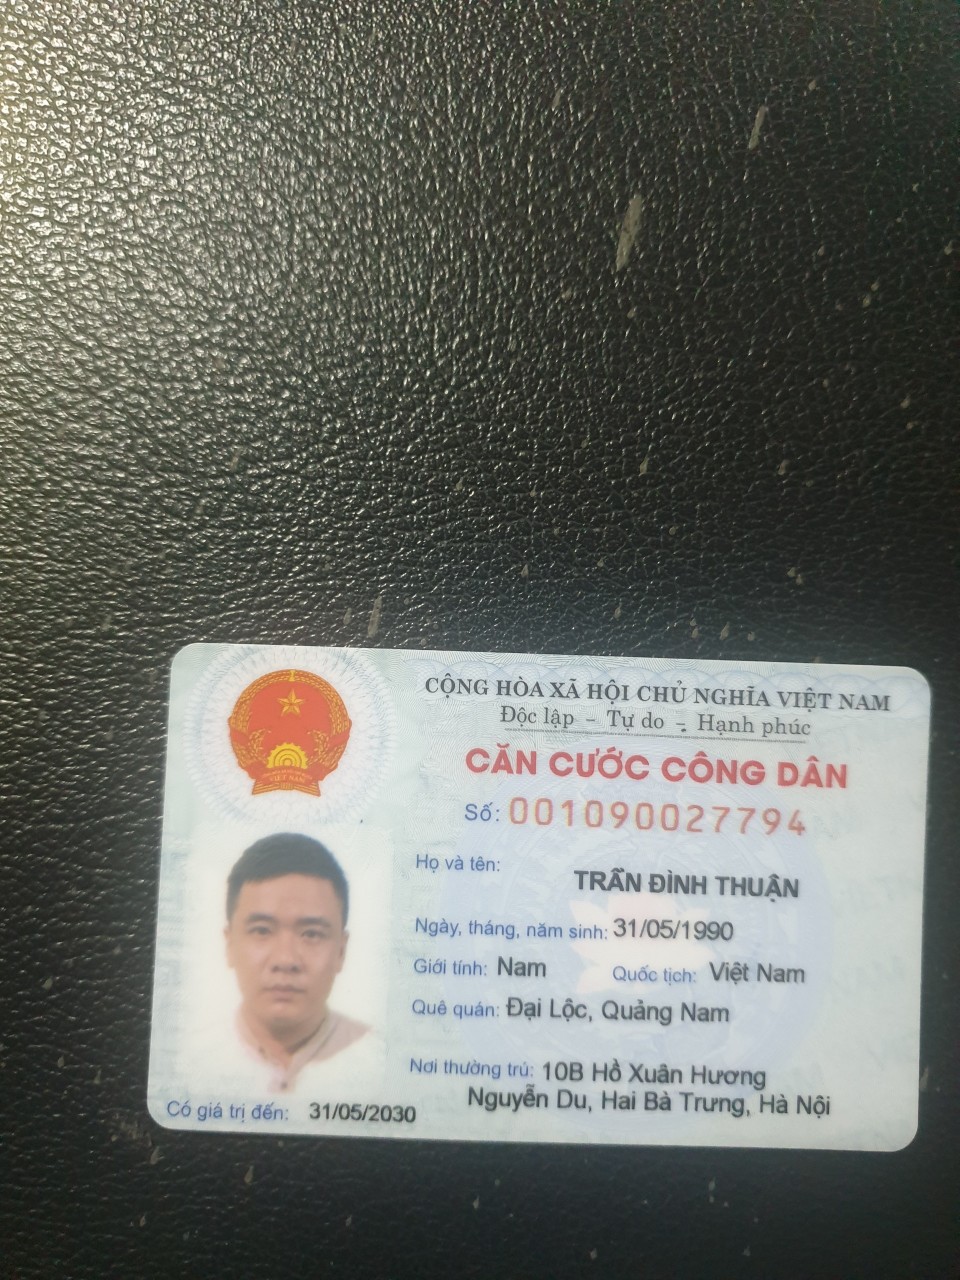 CỘNG HÒA XÃ HỘI CHỦ NGHĨA VIỆT NAM
Độc lập - Tự do - Hạnh phúc
CĂN CƯỚC CÔNG DÂN
Số: 001090027794
Họ và tên:
TRẦN ĐÌNH THUẬN
Ngày, tháng, năm sinh: 31/05/1990
Giới tính: Nam Quốc tịch: Việt Nam
Quê quán: Đại Lộc, Quảng Nam
Nơi thường trú: 10B Hồ Xuân Hương
Nguyễn Du, Hai Bà Trưng, Hà Nội
Có giá trị đến: 31/05/2030